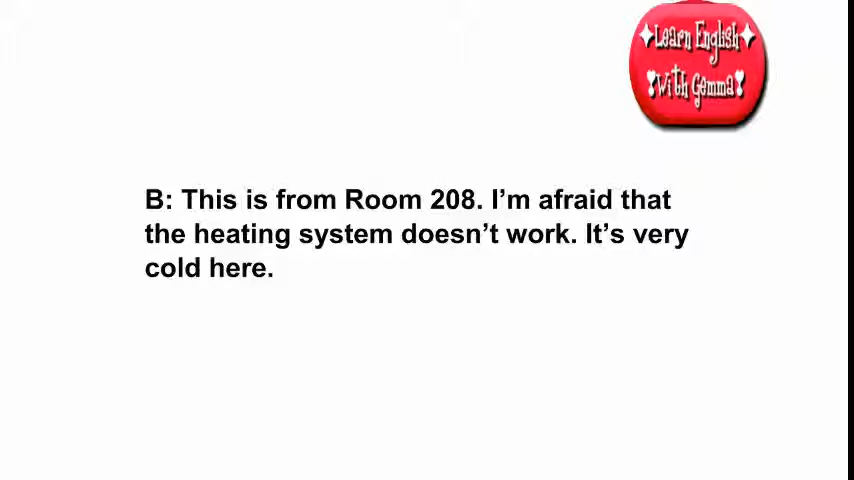 ✦Learn English✦
With Gemma
B: This is from Room 208. I’m afraid that
the heating system doesn’t work. It’s very
cold here.